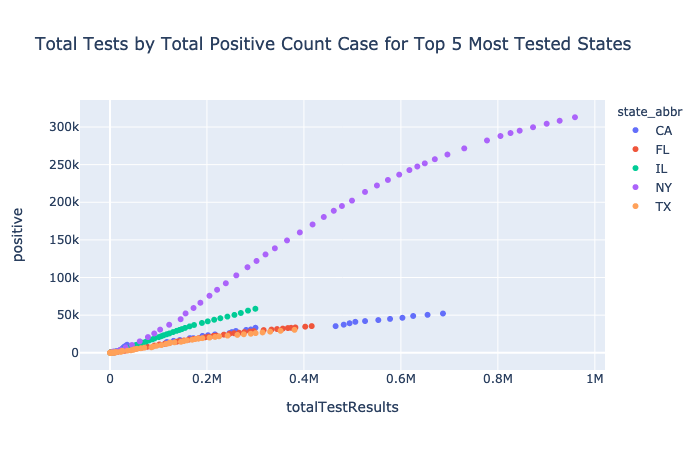 Total Tests by Total Positive Count Case for Top 5 Most Tested States
state_abbr
CA
FL
IL
NY
TX
positive
300k
250k
200k
150k
100k
50k
0
0 0.2M 0.4M 0.6M 0.8M 1M
totalTestResults